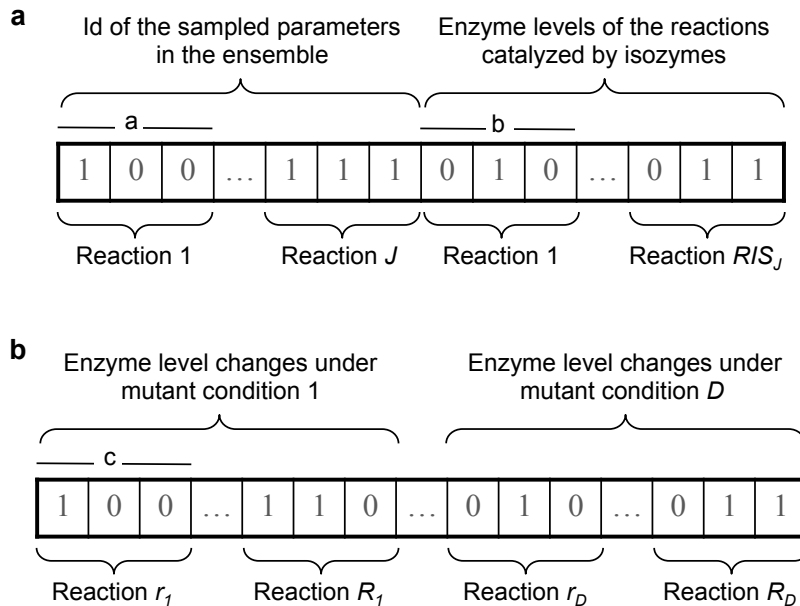 a
Id of the sampled parameters
in the ensemble
Enzyme levels of the reactions
catalyzed by isozymes
a
b
1 0 0 … 1 1 1 0 1 0 … 0 1 1
Reaction 1
Reaction J
Reaction 1
Reaction RIS_J
b
Enzyme level changes under
mutant condition 1
Enzyme level changes under
mutant condition D
c
1 0 0 … 1 1 0 … 0 1 0 … 0 1 1
Reaction r_1
Reaction R_1
Reaction r_D
Reaction R_D